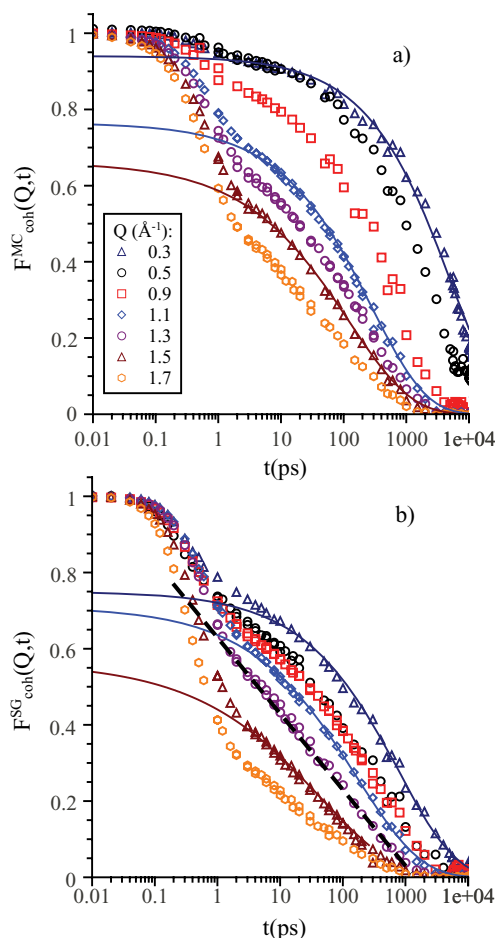 a)
F^MC_coh(Q,t)
1
0.8
0.6
0.4
0.2
0
Q (Å⁻¹):
0.3
0.5
0.9
1.1
1.3
1.5
1.7
0.01 0.1 1 10 100 1000 1e+04
t(ps)
b)
F^SG_coh(Q,t)
1
0.8
0.6
0.4
0.2
0
0.01 0.1 1 10 100 1000 1e+04
t(ps)